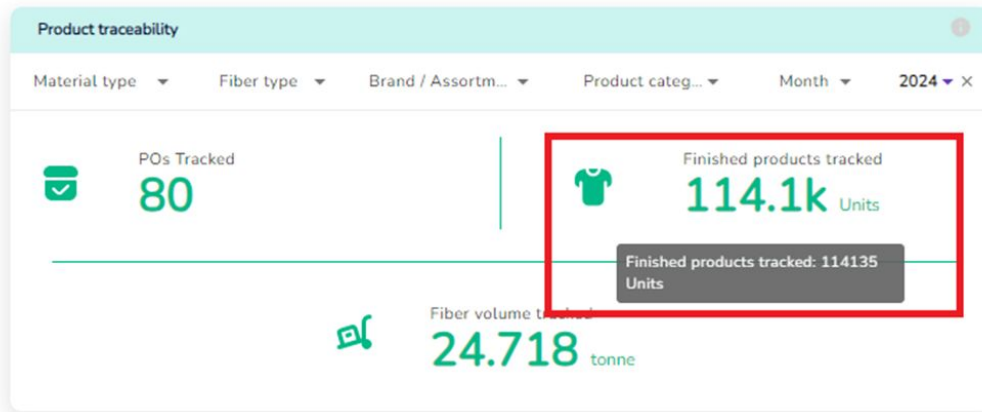 Product traceability
Material type Fiber type Brand / Assortm... Product categ... Month 2024 ×
POs Tracked
80
Finished products tracked
114.1k Units
Finished products tracked: 114135
Units
Fiber volume tracked
24.718 tonne